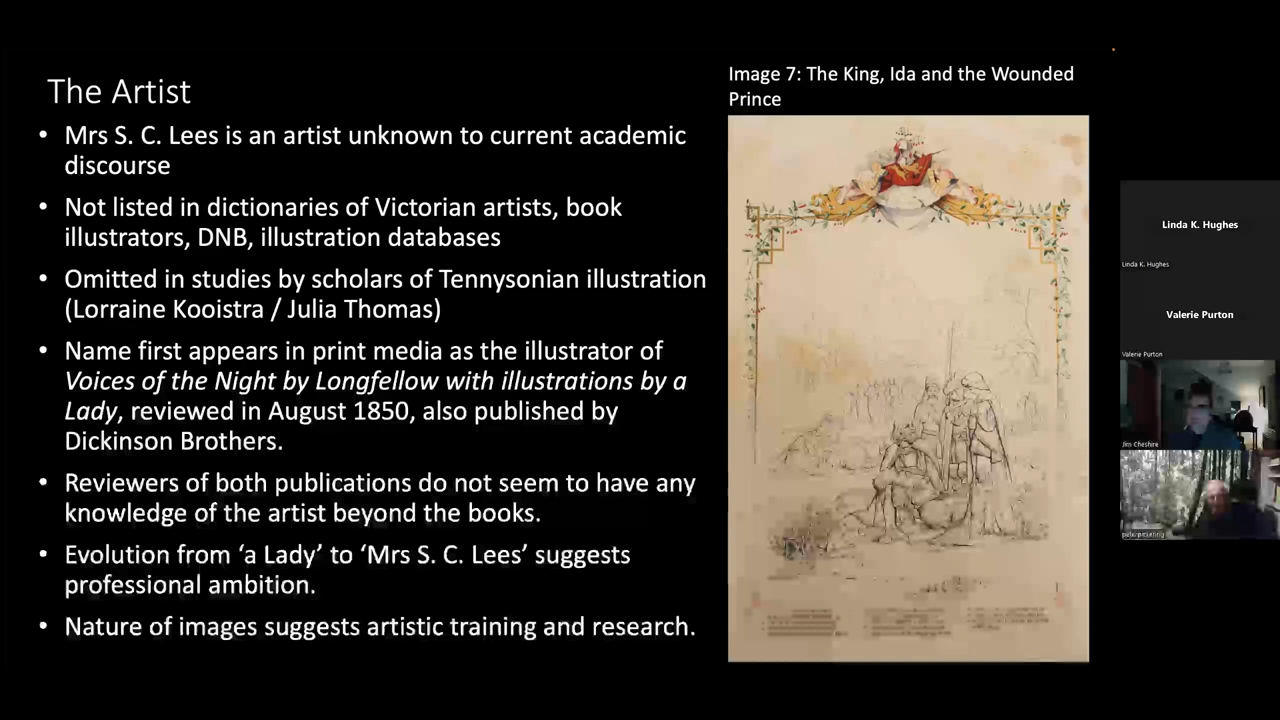 The Artist
• Mrs S. C. Lees is an artist unknown to current academic
discourse
• Not listed in dictionaries of Victorian artists, book
illustrators, DNB, illustration databases
• Omitted in studies by scholars of Tennysonian illustration
(Lorraine Kooistra / Julia Thomas)
• Name first appears in print media as the illustrator of
Voices of the Night by Longfellow with illustrations by a
Lady, reviewed in August 1850, also published by
Dickinson Brothers.
• Reviewers of both publications do not seem to have any
knowledge of the artist beyond the books.
• Evolution from ‘a Lady’ to ‘Mrs S. C. Lees’ suggests
professional ambition.
• Nature of images suggests artistic training and research.
Image 7: The King, Ida and the Wounded
Prince
Linda K. Hughes
Linda K. Hughes
Valerie Purton
Valerie Purton
Jim Cheshire